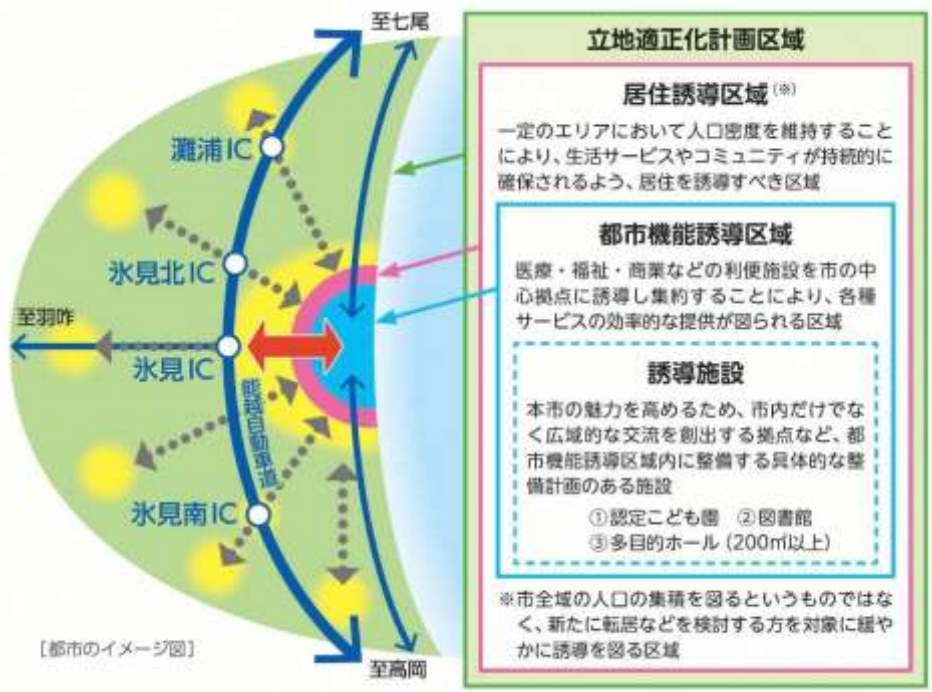 至七尾
灘浦IC
氷見北IC
至羽咋
氷見IC
能越自動車道
氷見南IC
[都市のイメージ図]
至高岡
立地適正化計画区域
居住誘導区域(※)
一定のエリアにおいて人口密度を維持すること
により、生活サービスやコミュニティが持続的に
確保されるよう、居住を誘導すべき区域
都市機能誘導区域
医療・福祉・商業などの利便施設を市の中
心拠点に誘導し集約することにより、各種
サービスの効率的な提供が図られる区域
誘導施設
本市の魅力を高めるため、市内だけでな
く広域的な交流を創出する拠点など、都
市機能誘導区域内に整備する具体的な整
備計画のある施設
①認定こども園 ②図書館
③多目的ホール(200㎡以上)
※市全域の人口の集積を図るというものではな
く、新たに転居などを検討する方を対象に緩や
かに誘導を図る区域